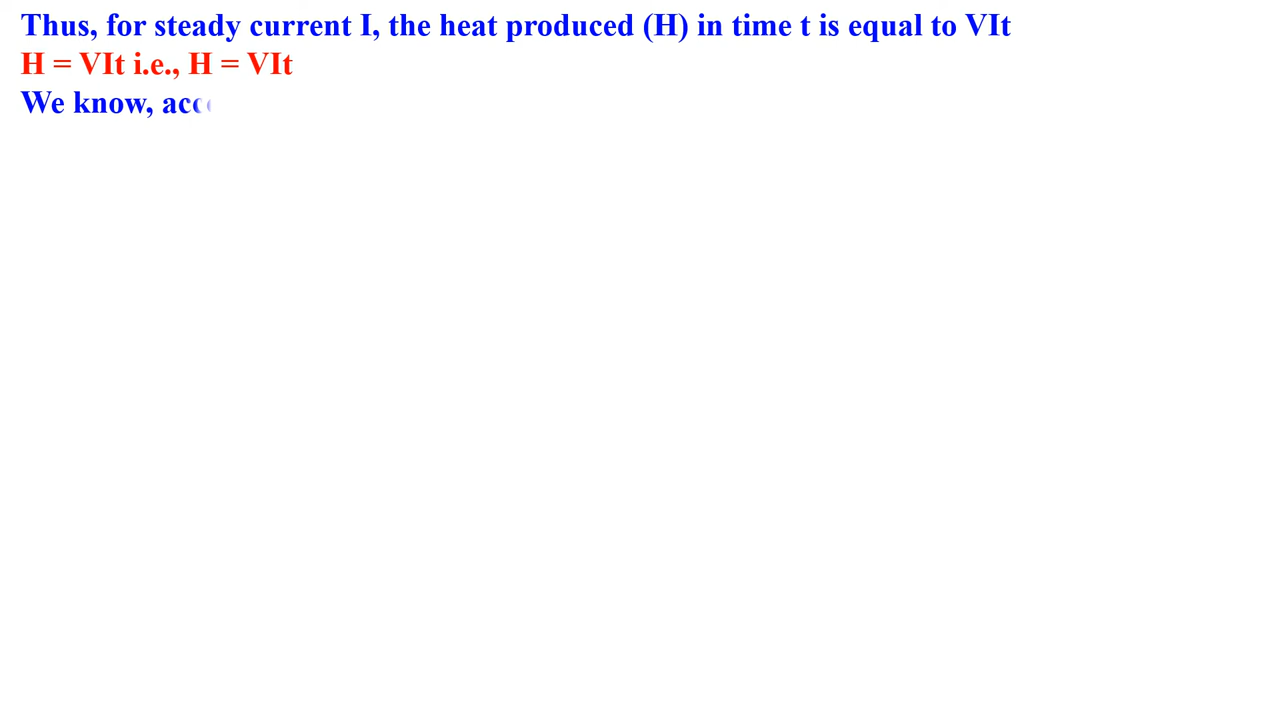 Thus, for steady current I, the heat produced (H) in time t is equal to VIt
H = VIt i.e., H = VIt
We know,